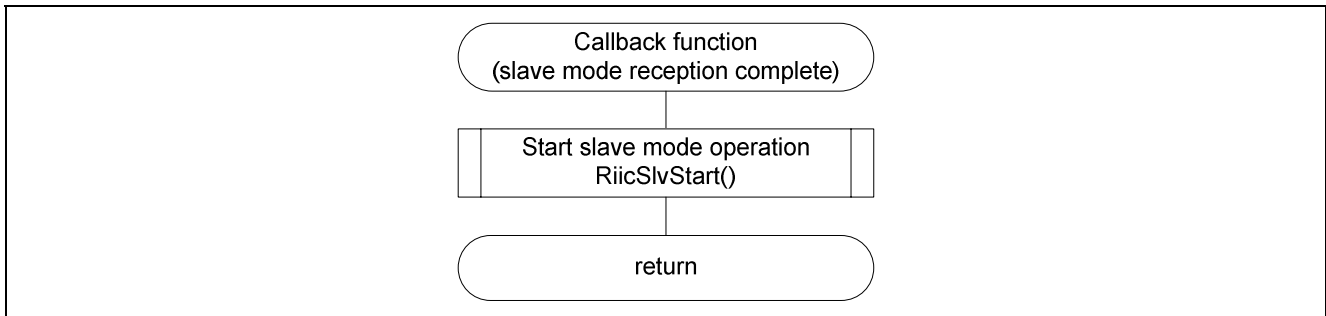 Callback function
(slave mode reception complete)
Start slave mode operation
RiicSlvStart()
return